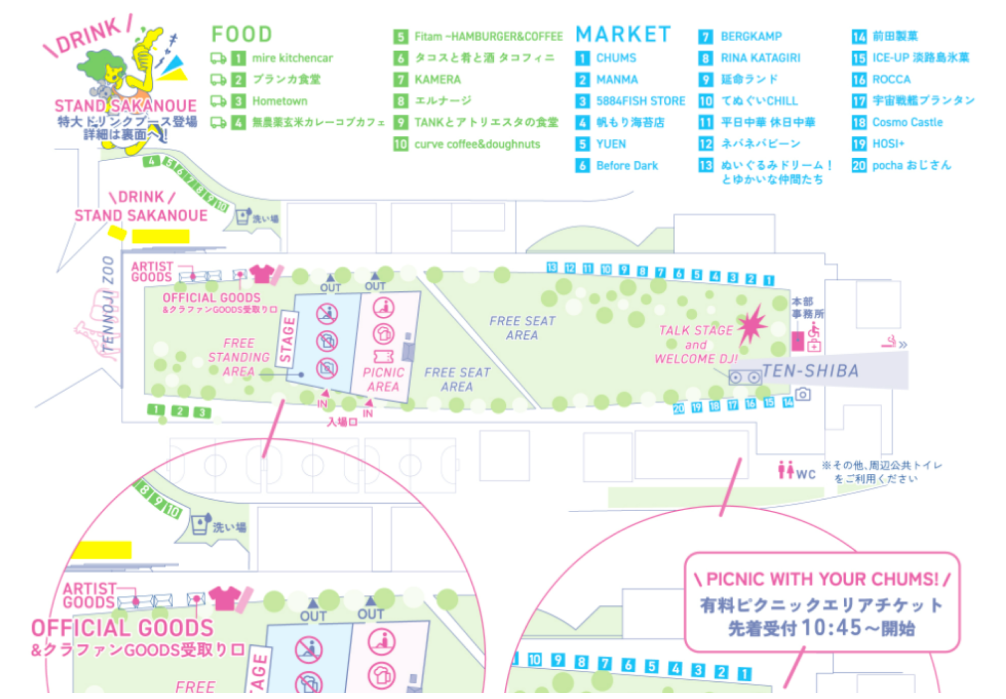 \DRINK/
STAND SAKANOUE
特大ドリンクブース登場
詳細は裏面へ!
FOOD
1 mire kitchencar
2 ブランカ食堂
3 Hometown
4 無農薬玄米カレーコブカフェ
5 Fitam -HAMBURGER&COFFEE
6 タコスと肴と酒 タコフィニ
7 KAMERA
8 エルナージ
9 TANKとアトリエスタの食堂
10 curve coffee&doughnuts
MARKET
1 CHUMS
2 MANMA
3 5884FISH STORE
4 帆もり海苔店
5 YUEN
6 Before Dark
7 BERGKAMP
8 RINA KATAGIRI
9 延命ランド
10 てぬぐいCHILL
11 平日中華 休日中華
12 ネバネバビーン
13 ぬいぐるみドリーム!
とゆかいな仲間たち
14 前田製菓
15 ICE-UP 淡路島氷菓
16 ROCCA
17 宇宙戦艦プランタン
18 Cosmo Castle
19 HOSI+
20 pocha おじさん
4 5 6 7 8 9 10
洗い場
\DRINK/
STAND SAKANOUE
TENNOJI ZOO
ARTIST
GOODS
OFFICIAL GOODS
&クラファンGOODS受取り口
OUT
OUT
STAGE
FREE
STANDING
AREA
PICNIC
AREA
IN
IN
入場口
1 2 3
FREE SEAT
AREA
FREE SEAT
AREA
13 12 11 10 9 8 7 6 5 4 3 2 1
TALK STAGE
and
WELCOME DJ!
本部
事務所
TEN-SHIBA
20 19 18 17 16 15 14
WC
※その他、周辺公共トイレ
をご利用ください
8 9 10
洗い場
ARTIST
GOODS
OFFICIAL GOODS
&クラファンGOODS受取り口
OUT
OUT
AGE
FREE
\PICNIC WITH YOUR CHUMS!/
有料ピクニックエリアチケット
先着受付10:45〜開始
10 9 8 7 6 5 4 3 2 1